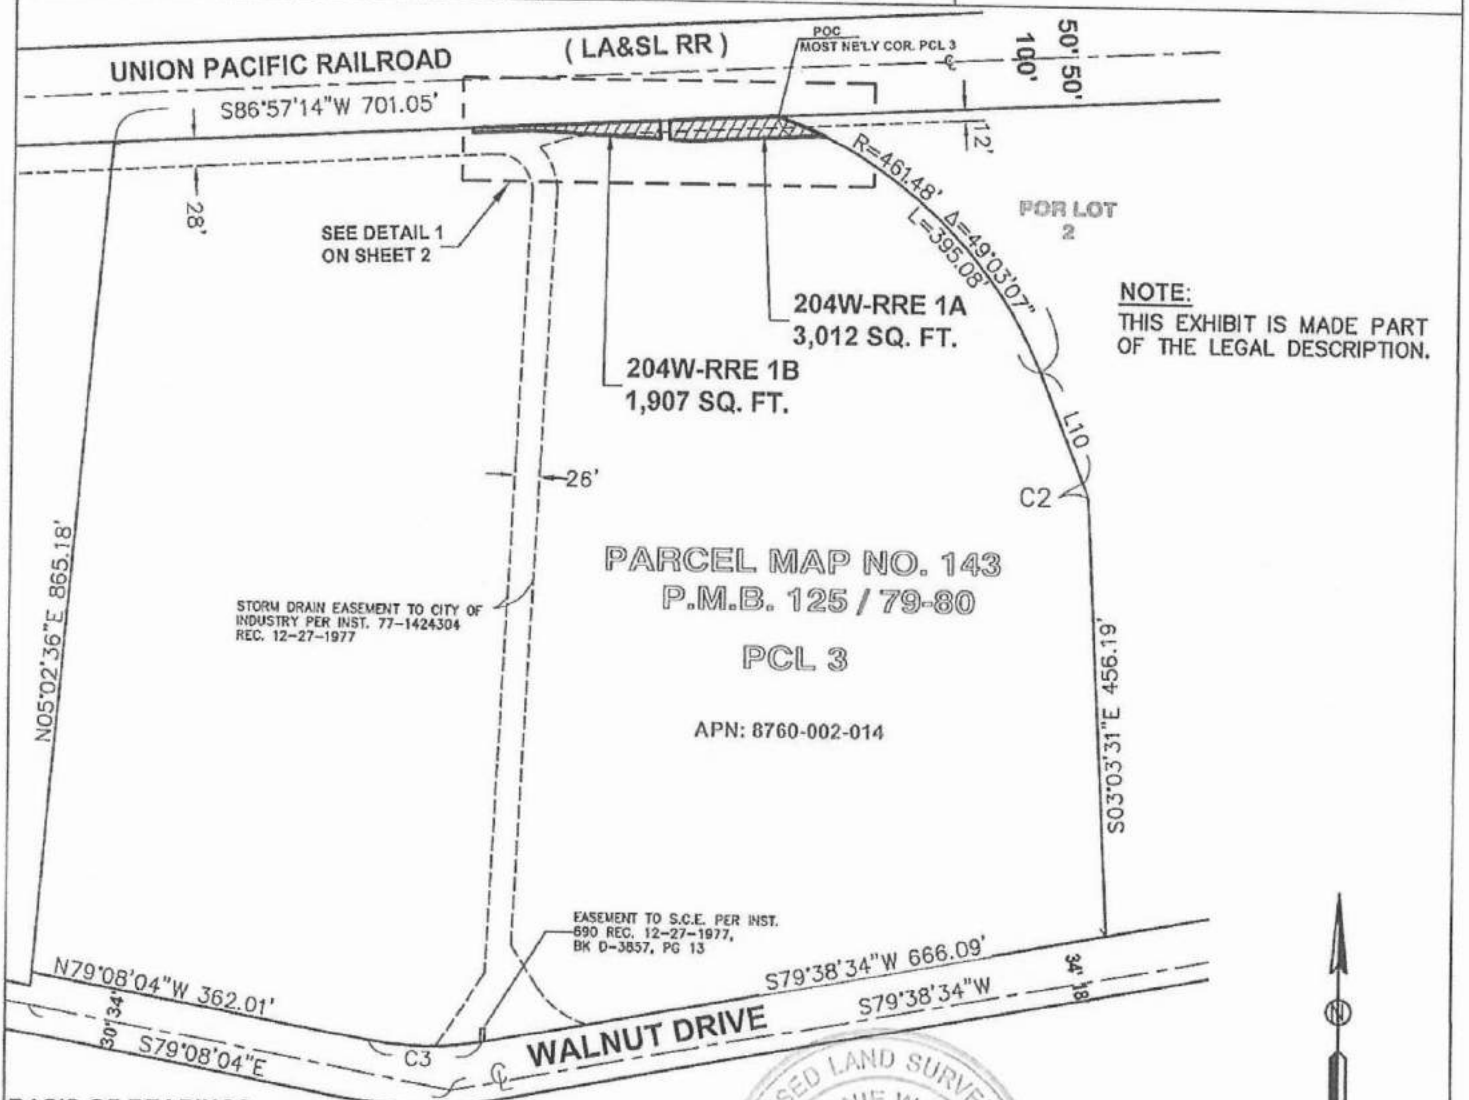 UNION PACIFIC RAILROAD
( LA&SL RR )
POC
MOST NE'LY COR. PCL 3
℄
50' 50'
100'
S86°57'14"W 701.05'
12'
28'
R=461.48' Δ=49°03'07"
L=395.08'
POR LOT
2
SEE DETAIL 1
ON SHEET 2
NOTE:
THIS EXHIBIT IS MADE PART
OF THE LEGAL DESCRIPTION.
204W-RRE 1A
3,012 SQ. FT.
204W-RRE 1B
1,907 SQ. FT.
L10
C2
26'
N05°02'36"E 865.18'
PARCEL MAP NO. 143
P.M.B. 125 / 79-80
PCL 3
APN: 8760-002-014
STORM DRAIN EASEMENT TO CITY OF
INDUSTRY PER INST. 77-1424304
REC. 12-27-1977
S03°03'31"E 456.19'
EASEMENT TO S.C.E. PER INST.
690 REC. 12-27-1977,
BK D-3857, PG 13
N79°08'04"W 362.01'
S79°38'34"W 666.09'
34' 18'
S79°38'34"W
30' 34'
S79°08'04"E
C3
℄
WALNUT DRIVE
N
LAND